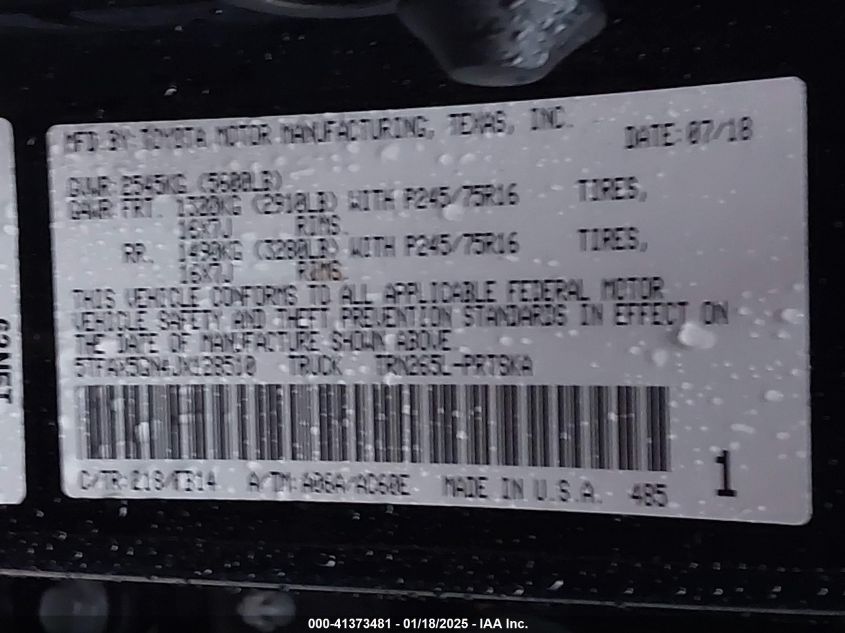 MFD.BY:TOYOTA MOTOR MANUFACTURING, TEXAS, INC. DATE:07/18
GVWR:2545KG (5600LB)
GAWR FRT. 1320KG (2910LB) WITH P245/75R16 TIRES,
16X7J RIMS.
RR. 1490KG (3280LB) WITH P245/75R16 TIRES,
16X7J RIMS.
THIS VEHICLE CONFORMS TO ALL APPLICABLE FEDERAL MOTOR
VEHICLE SAFETY AND THEFT PREVENTION STANDARDS IN EFFECT ON
THE DATE OF MANUFACTURE SHOWN ABOVE
5TFAX5GN4JX128510 TRUCK TRN265L-PRTSKA
C/TR:218/FB14 A/TM:A06A/AC60E MADE IN U.S.A. 485
1
000-41373481 - 01/18/2025 - IAA Inc.